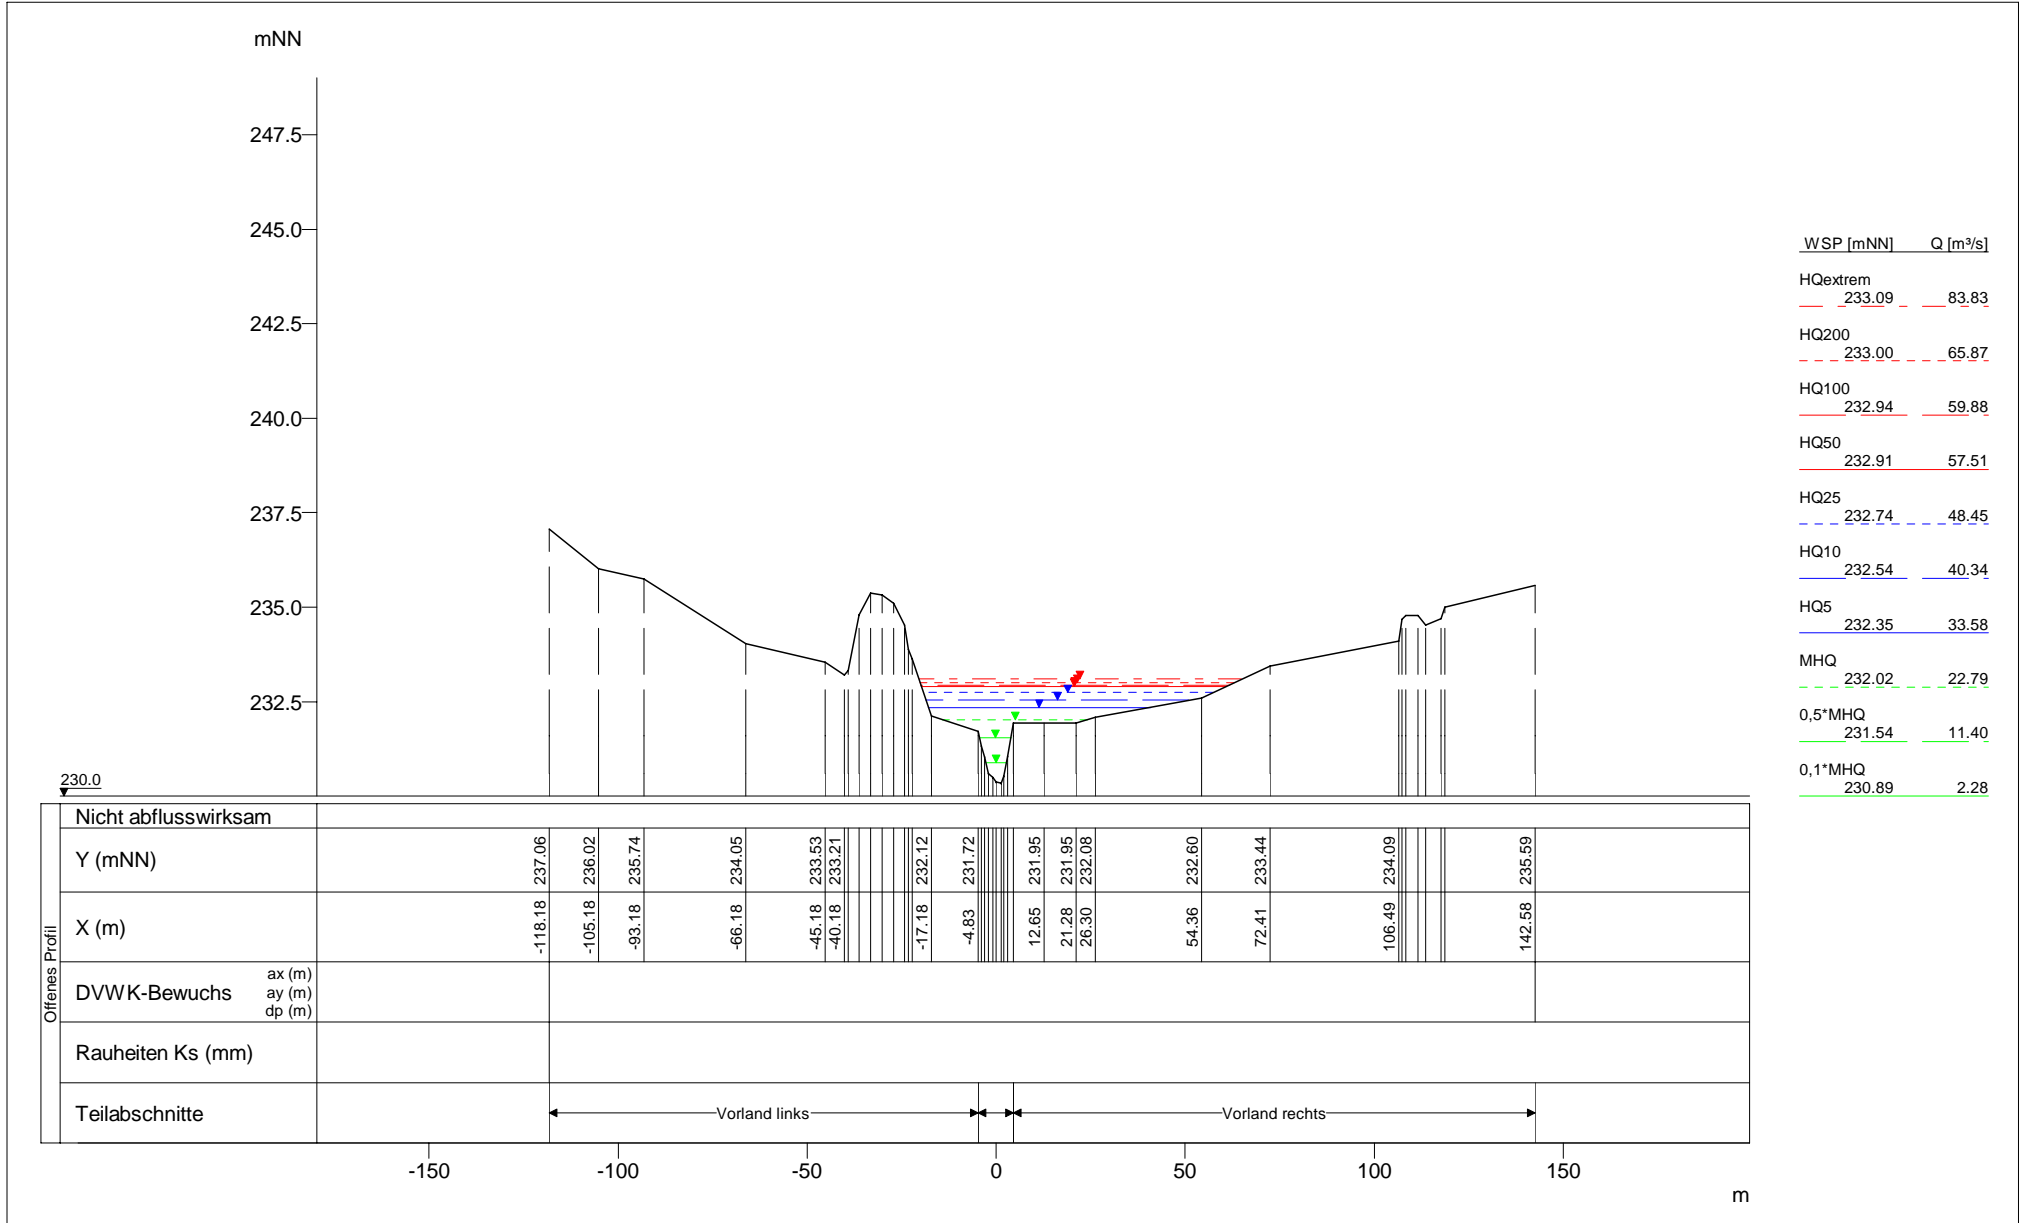 mNN
247.5
245.0
242.5
240.0
237.5
235.0
232.5
230.0
WSP [mNN] Q [m³/s]
HQextrem
233.09 83.83
HQ200
233.00 65.87
HQ100
232.94 59.88
HQ50
232.91 57.51
HQ25
232.74 48.45
HQ10
232.54 40.34
HQ5
232.35 33.58
MHQ
232.02 22.79
0,5*MHQ
231.54 11.40
0,1*MHQ
230.89 2.28
Offenes Profil
Nicht abflusswirksam
Y (mNN) 237.06 236.02 235.74 234.05 233.53 233.21 232.12 231.72 231.95 231.95 232.08 232.60 233.44 234.09 235.59
X (m) -118.18 -105.18 -93.18 -66.18 -45.18 -40.18 -17.18 -4.83 12.65 21.28 26.30 54.36 72.41 106.49 142.58
DVWK-Bewuchs
ax (m)
ay (m)
dp (m)
Rauheiten Ks (mm)
Teilabschnitte Vorland links Vorland rechts
-150 -100 -50 0 50 100 150
m